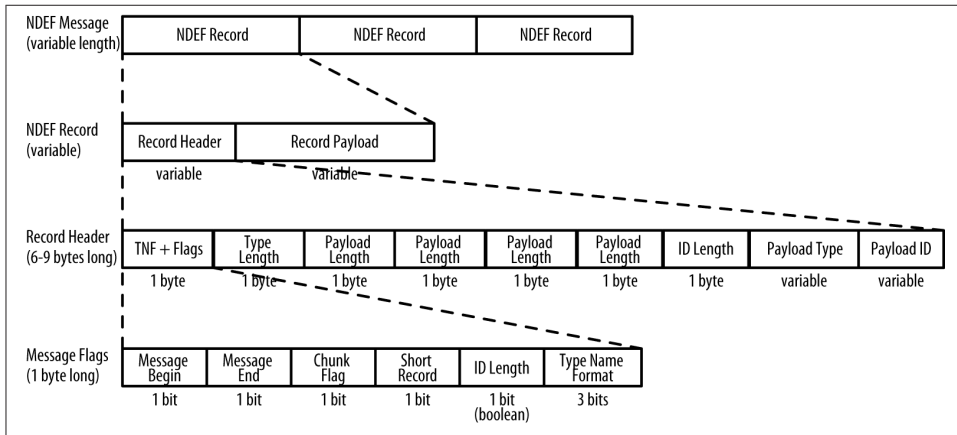 NDEF Message
(variable length)
NDEF Record
NDEF Record
NDEF Record
NDEF Record
(variable)
Record Header
Record Payload
variable
variable
Record Header
(6-9 bytes long)
TNF + Flags
Type
Length
Payload
Length
Payload
Length
Payload
Length
Payload
Length
ID Length
Payload Type
Payload ID
1 byte
1 byte
1 byte
1 byte
1 byte
1 byte
1 byte
variable
variable
Message Flags
(1 byte long)
Message
Begin
Message
End
Chunk
Flag
Short
Record
ID Length
Type Name
Format
1 bit
1 bit
1 bit
1 bit
1 bit
(boolean)
3 bits